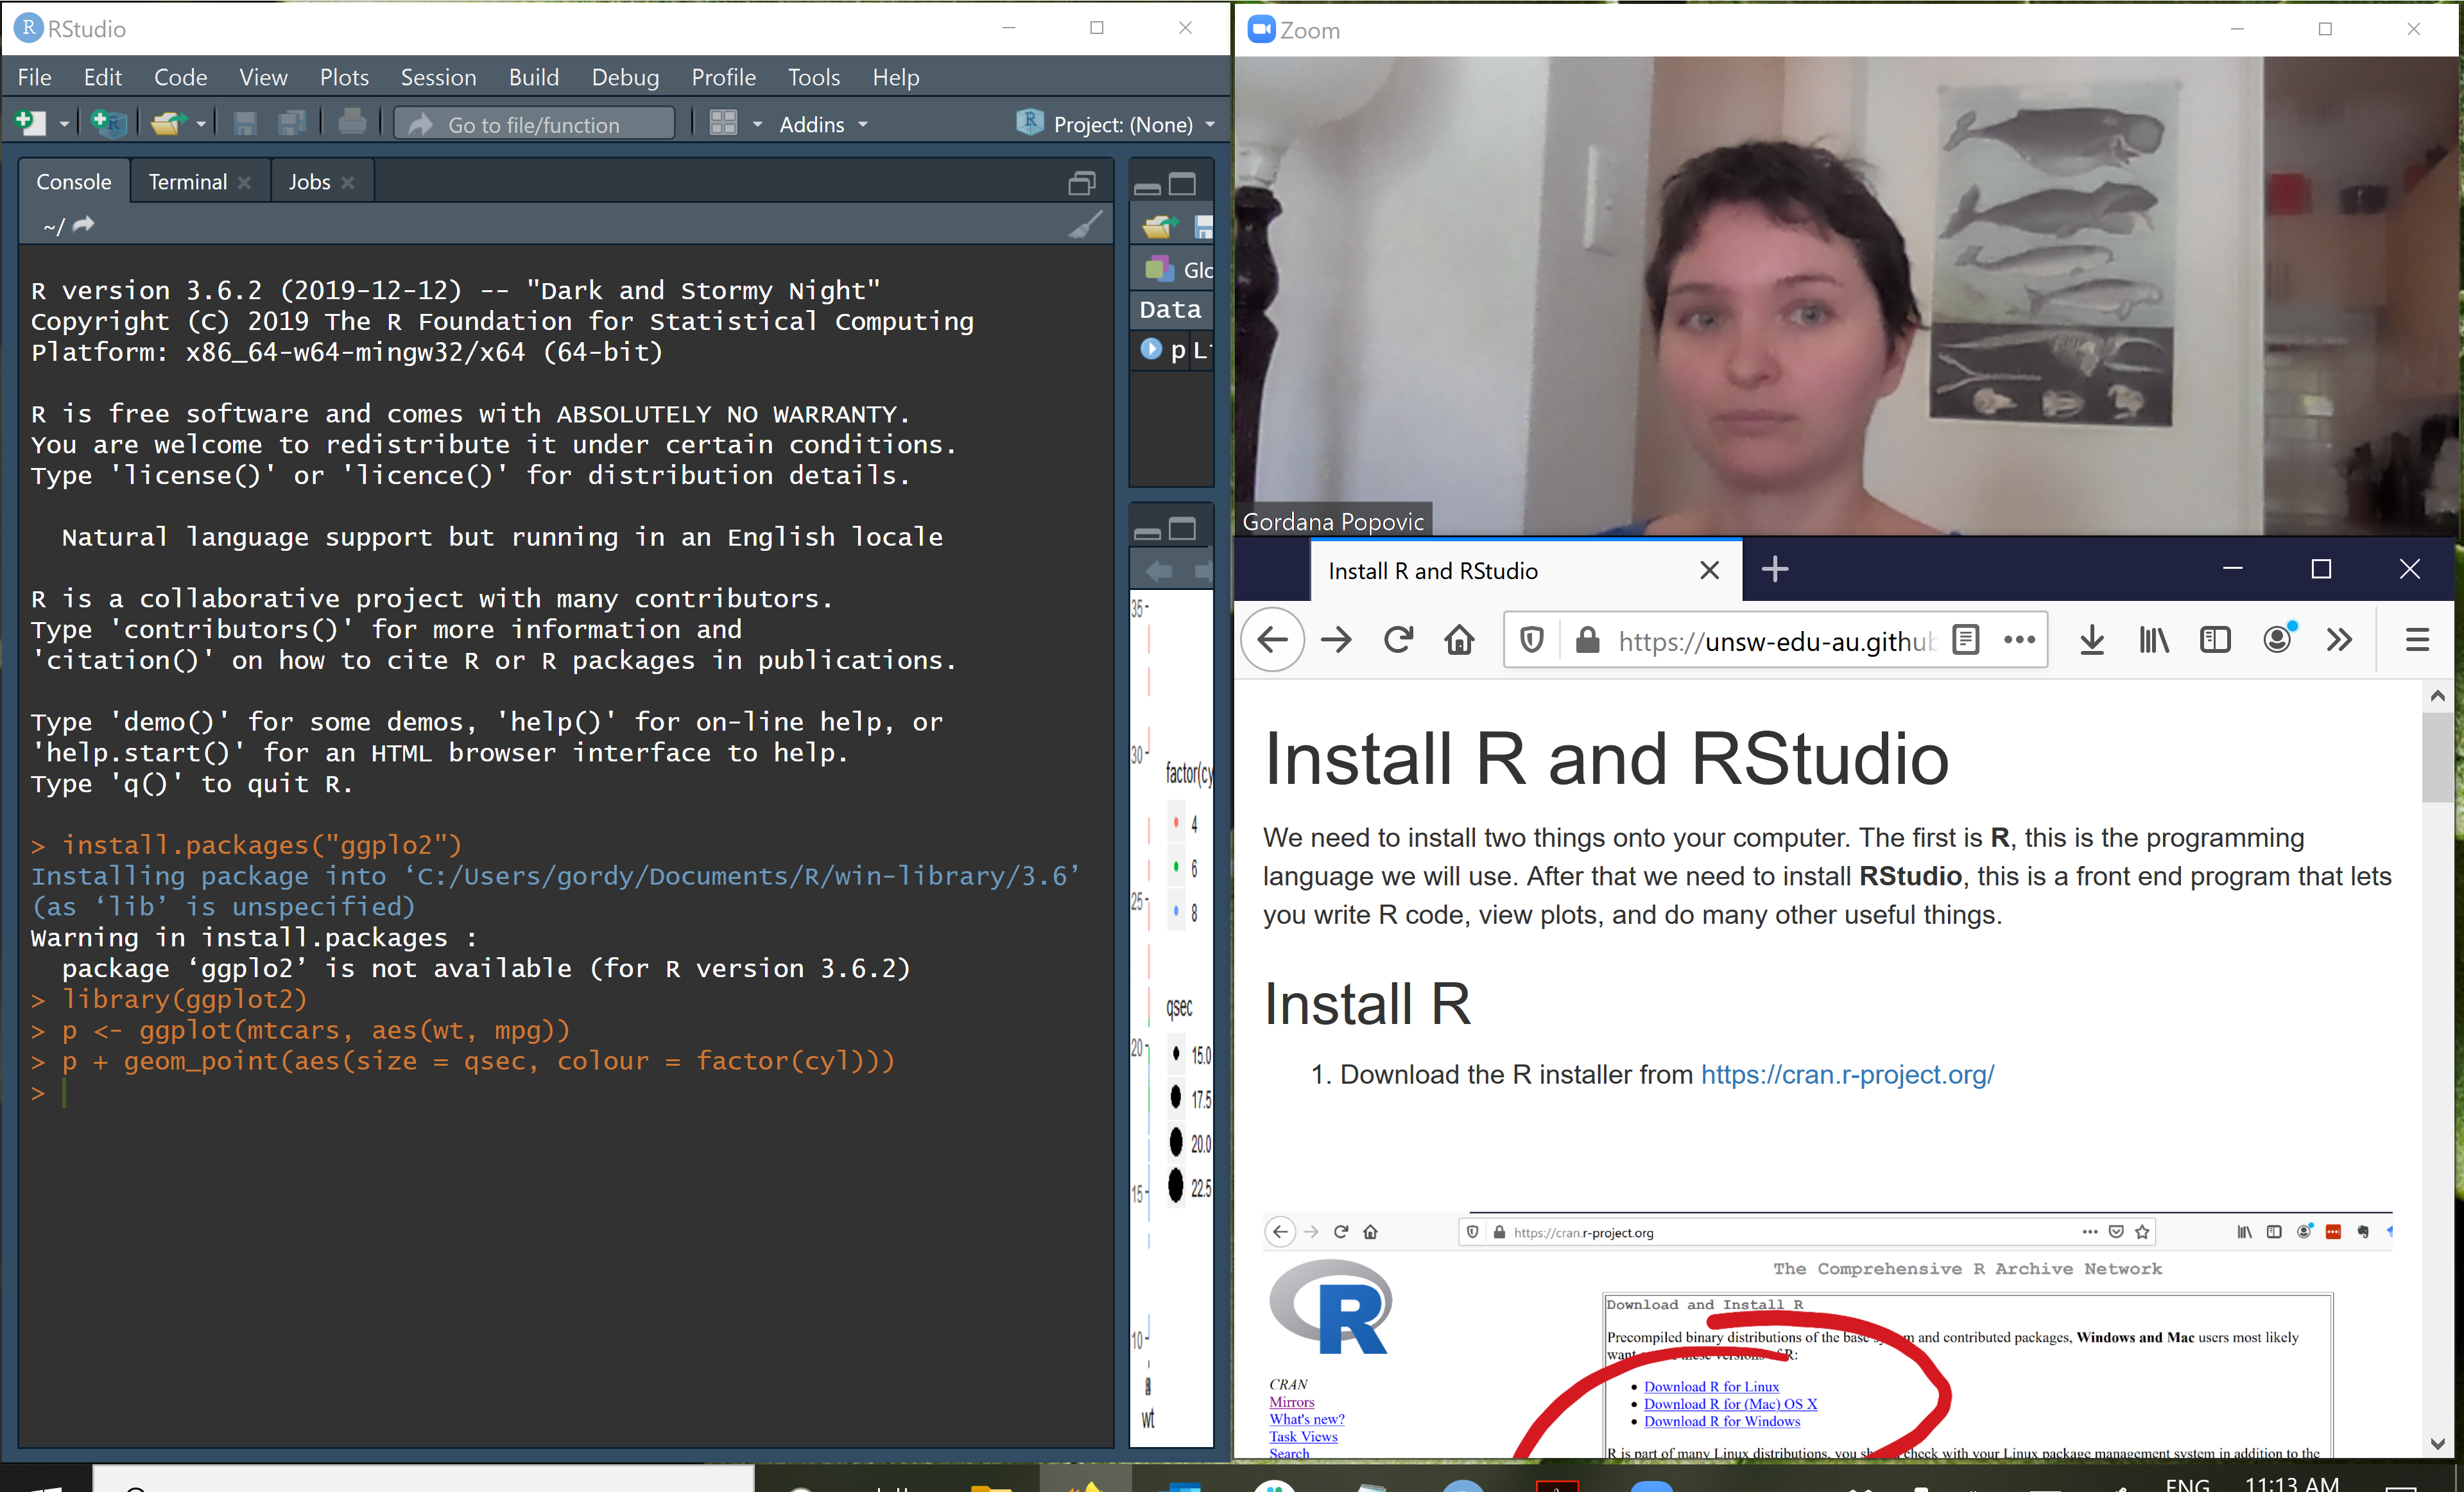 RStudio
File Edit Code View Plots Session Build Debug Profile Tools Help
Go to file/function Addins Project: (None)
Console Terminal Jobs
~/
R version 3.6.2 (2019-12-12) -- "Dark and Stormy Night"
Copyright (C) 2019 The R Foundation for Statistical Computing
Platform: x86_64-w64-mingw32/x64 (64-bit)
R is free software and comes with ABSOLUTELY NO WARRANTY.
You are welcome to redistribute it under certain conditions.
Type 'license()' or 'licence()' for distribution details.
Natural language support but running in an English locale
R is a collaborative project with many contributors.
Type 'contributors()' for more information and
'citation()' on how to cite R or R packages in publications.
Type 'demo()' for some demos, 'help()' for on-line help, or
'help.start()' for an HTML browser interface to help.
Type 'q()' to quit R.
> install.packages("ggplo2")
Installing package into ‘C:/Users/gordy/Documents/R/win-library/3.6’
(as ‘lib’ is unspecified)
Warning in install.packages :
package ‘ggplo2’ is not available (for R version 3.6.2)
> library(ggplot2)
> p <- ggplot(mtcars, aes(wt, mpg))
> p + geom_point(aes(size = qsec, colour = factor(cyl)))
>
Glo
Data
p Li
35
30
25
20
15
10
wt
factor(cy
4
6
8
qsec
15.0
17.5
20.0
22.5
Zoom
Gordana Popovic
Install R and RStudio
https://unsw-edu-au.github
Install R and RStudio
We need to install two things onto your computer. The first is R, this is the programming
language we will use. After that we need to install RStudio, this is a front end program that lets
you write R code, view plots, and do many other useful things.
Install R
1. Download the R installer from https://cran.r-project.org/
https://cran.r-project.org
R
CRAN
Mirrors
What's new?
Task Views
Search
The Comprehensive R Archive Network
Download and Install R
Precompiled binary distributions of the base system and contributed packages, Windows and Mac users most likely
want these versions of R:
Download R for Linux
Download R for (Mac) OS X
Download R for Windows
R is part of many Linux distributions, you should check with your Linux package management system in addition to the
ENG 11:13 AM